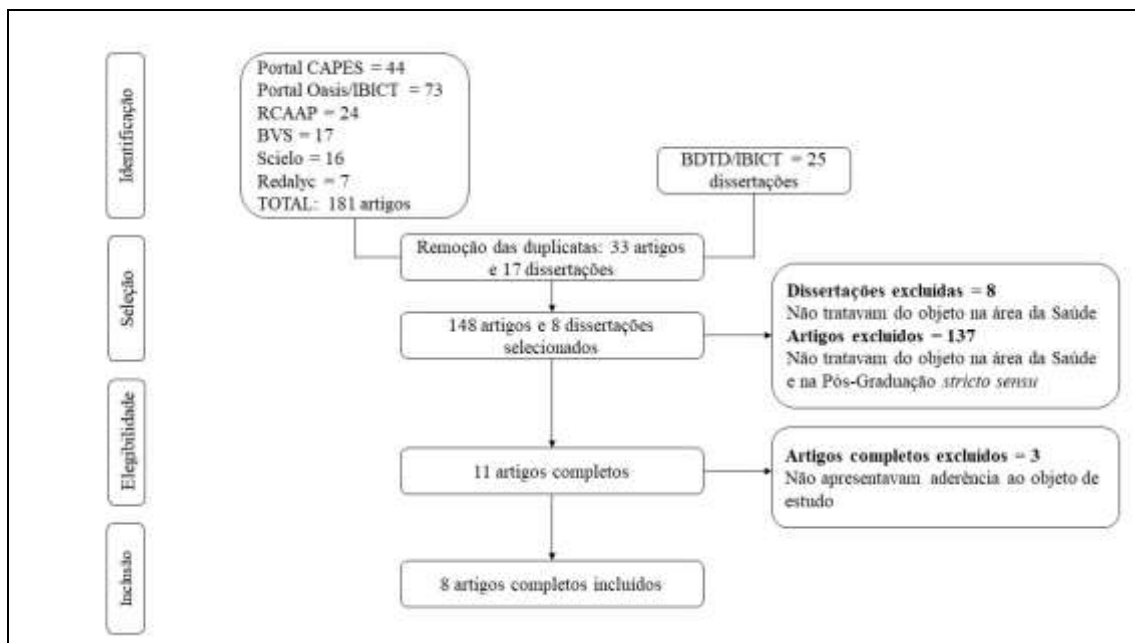 Identificação
Portal CAPES = 44
Portal Oasis/IBICT = 73
RCAAP = 24
BVS = 17
Scielo = 16
Redalyc = 7
TOTAL: 181 artigos
BDTD/IBICT = 25
dissertações
Seleção
Remoção das duplicatas: 33 artigos
e 17 dissertações
148 artigos e 8 dissertações
selecionados
Dissertações excluídas = 8
Não tratavam do objeto na área da Saúde
Artigos excluídos = 137
Não tratavam do objeto na área da Saúde
e na Pós-Graduação stricto sensu
Elegibilidade
11 artigos completos
Artigos completos excluídos = 3
Não apresentavam aderência ao objeto de
estudo
Inclusão
8 artigos completos incluídos